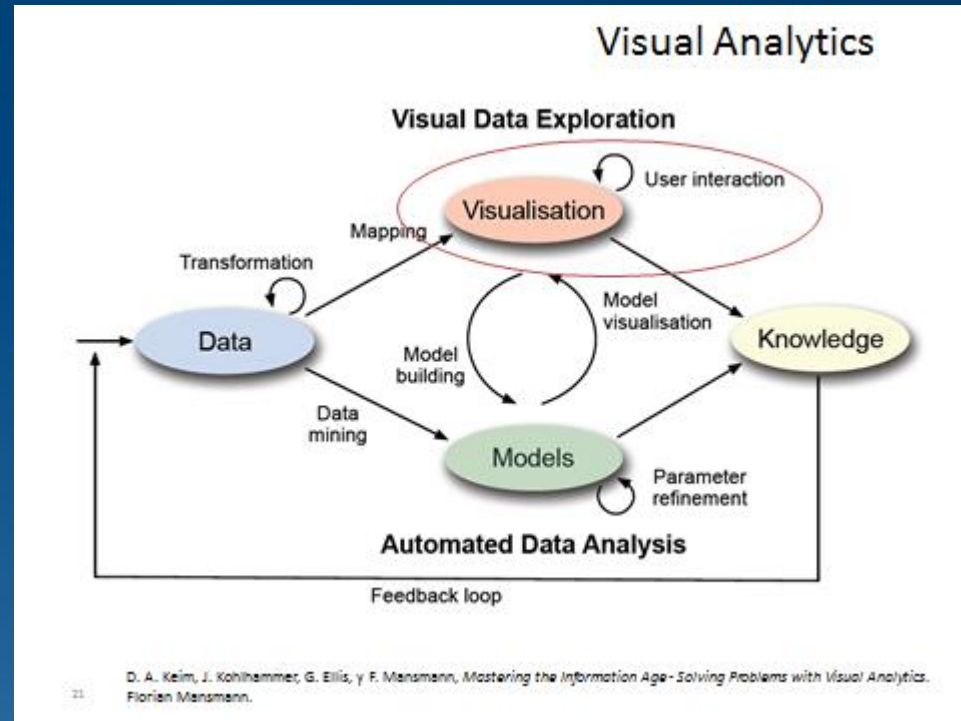 Visual Analytics
Visual Data Exploration
User interaction
Visualisation
Mapping
Transformation
Model
visualisation
Data
Knowledge
Model
building
Data
mining
Models
Parameter
refinement
Automated Data Analysis
Feedback loop
D. A. Keim, J. Kohlhammer, G. Ellis, y F. Mansmann, Mastering the Information Age - Solving Problems with Visual Analytics.
Florian Mansmann.
21